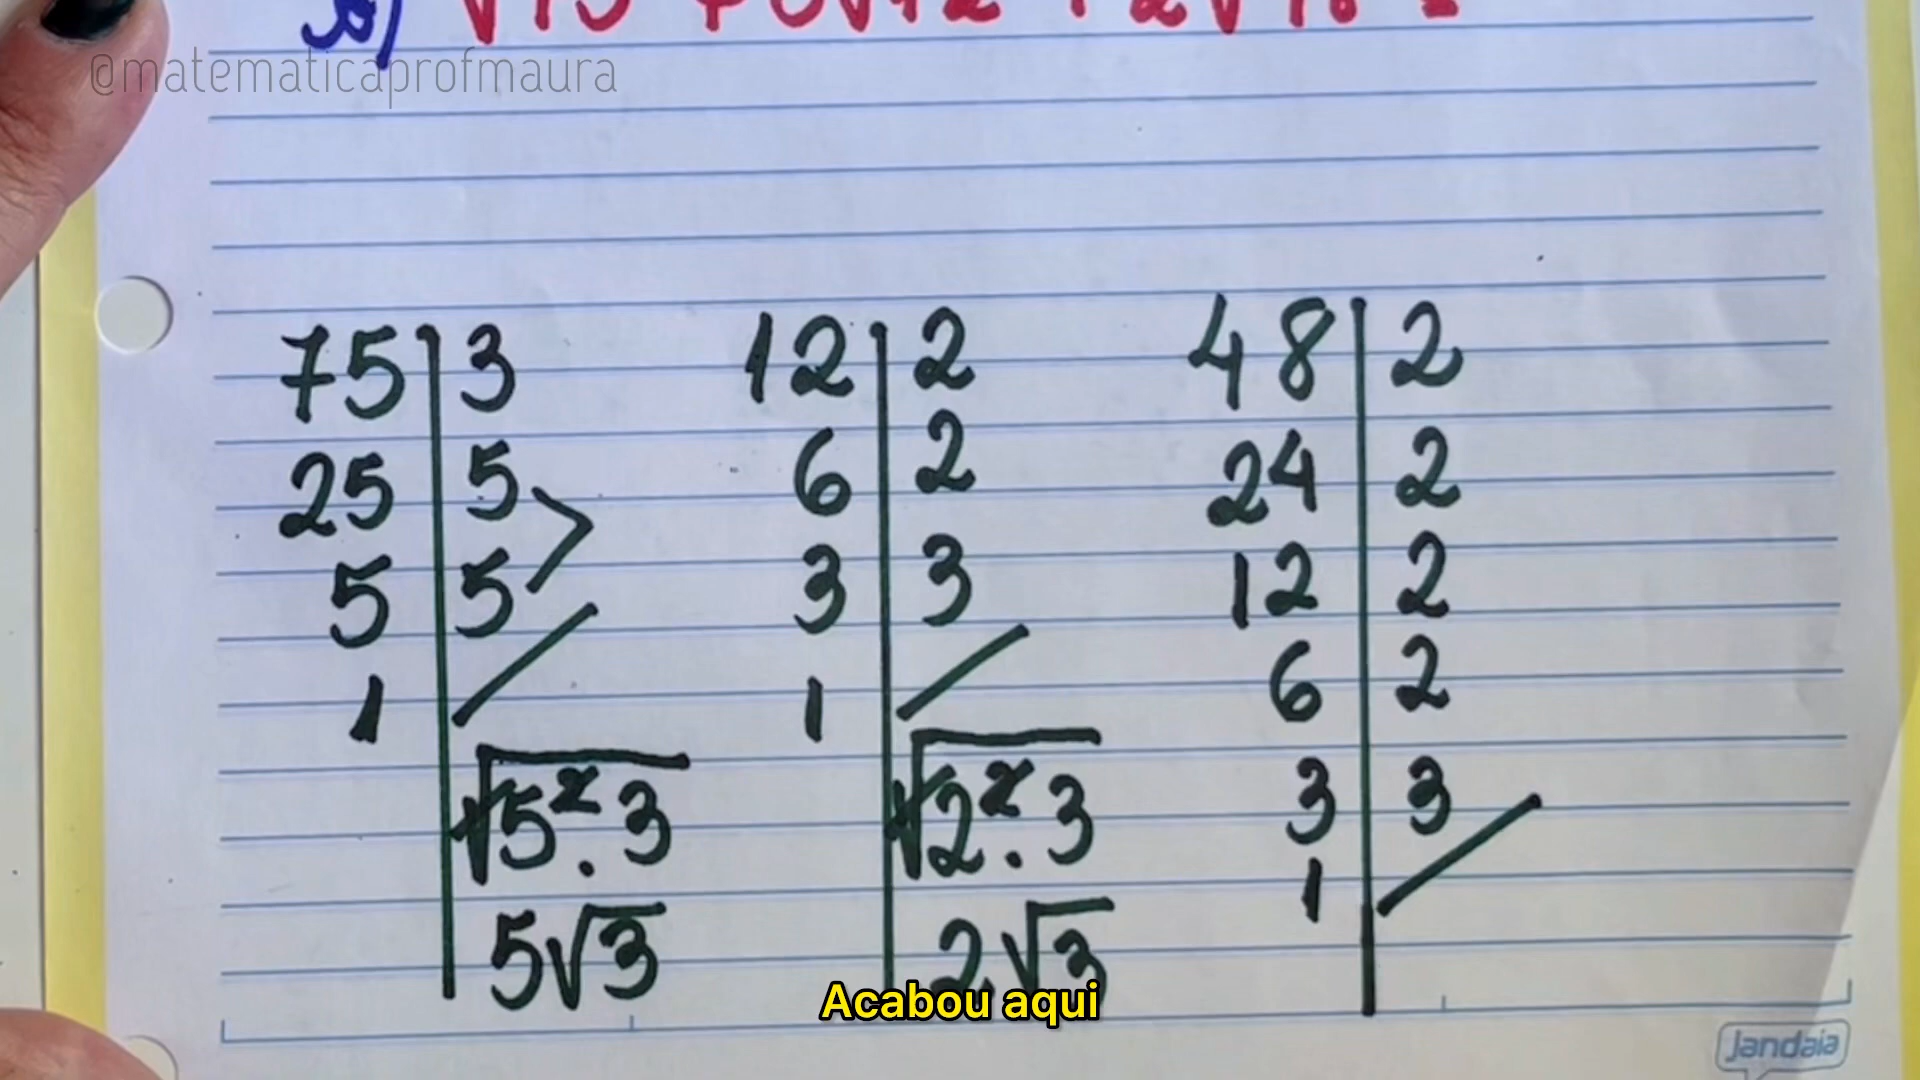 b)
@matematicaprofmaura
75 3 12 2 48 2
25 5 6 2 24 2
5 5 3 3 12 2
1 1 6 2
√5².3 √2².3 3 3
1
5√3 2√3
Acabou aqui
Jandaia